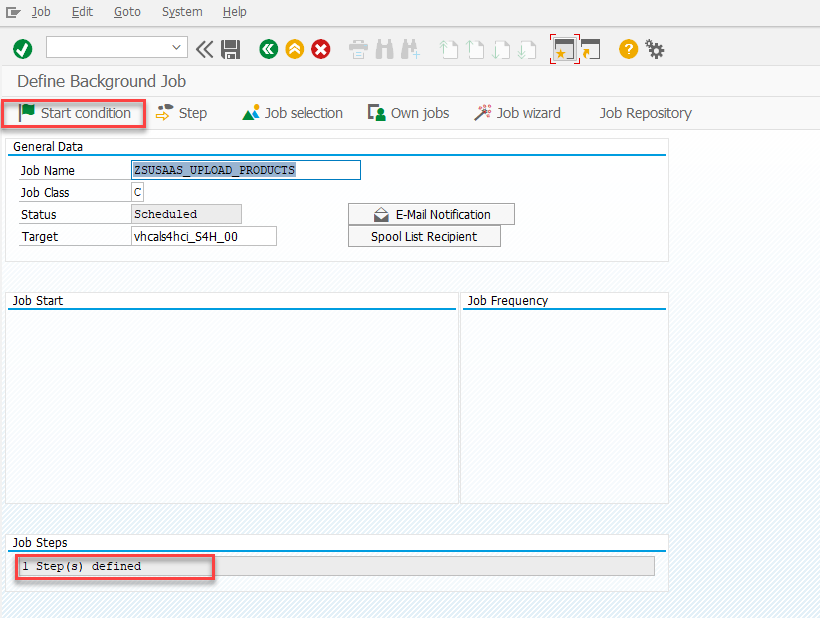 Job Edit Goto System Help
Define Background Job
Start condition Step Job selection Own jobs Job wizard Job Repository
General Data
Job Name ZSUSAAS_UPLOAD_PRODUCTS
Job Class C
Status Scheduled E-Mail Notification
Target vhcals4hci_S4H_00 Spool List Recipient
Job Start Job Frequency
Job Steps
1 Step(s) defined